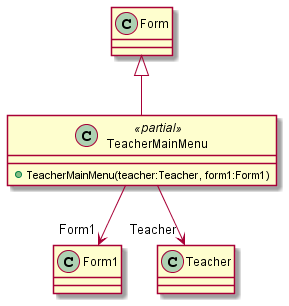 C Form
C «partial»
TeacherMainMenu
TeacherMainMenu(teacher:Teacher, form1:Form1)
Form1 Teacher
C Form1 C Teacher